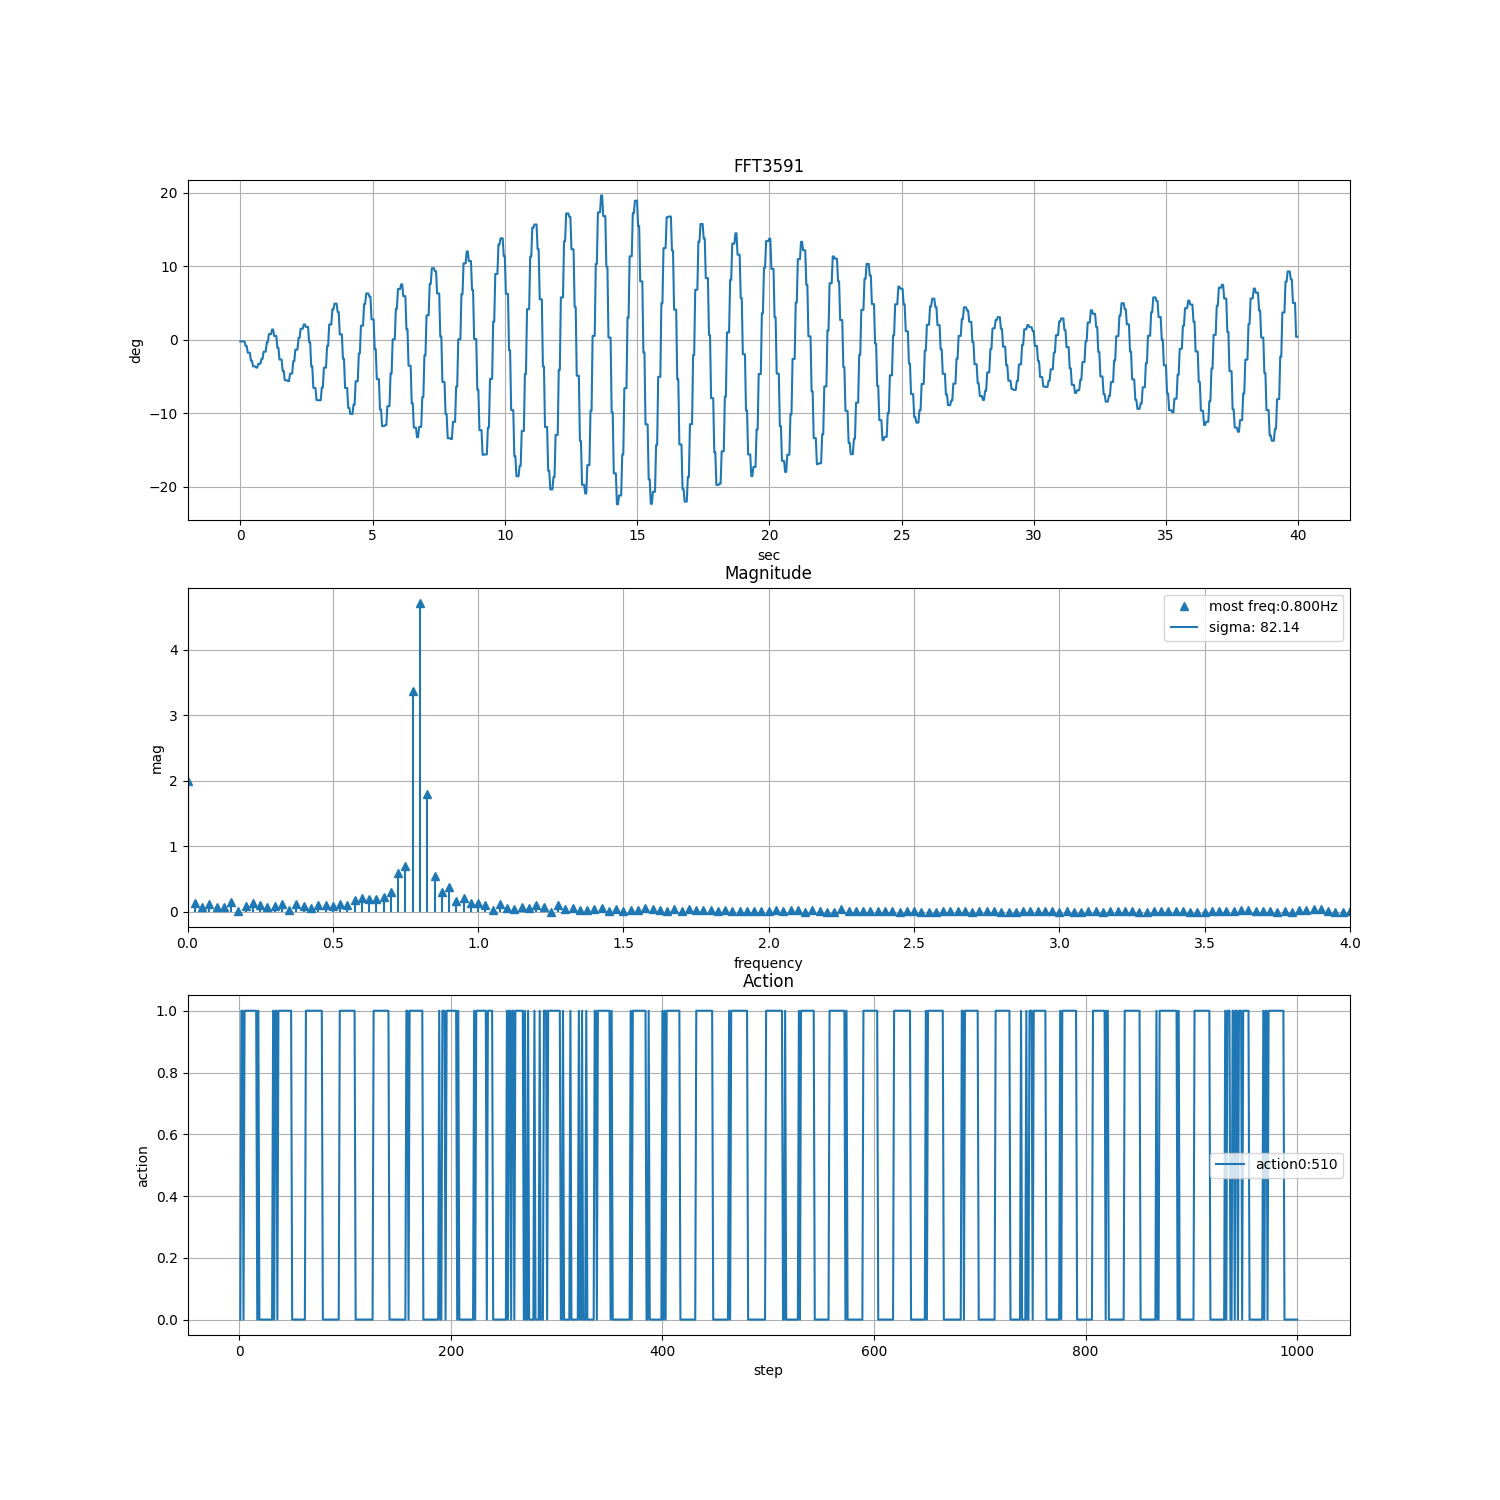 FFT3591
20
10
0
−10
−20
deg
0 5 10 15 20 25 30 35 40
sec
Magnitude
most freq:0.800Hz
sigma: 82.14
4
3
2
1
0
mag
0.0 0.5 1.0 1.5 2.0 2.5 3.0 3.5 4.0
frequency
Action
1.0
0.8
0.6
0.4
0.2
0.0
action
action0:510
0 200 400 600 800 1000
step